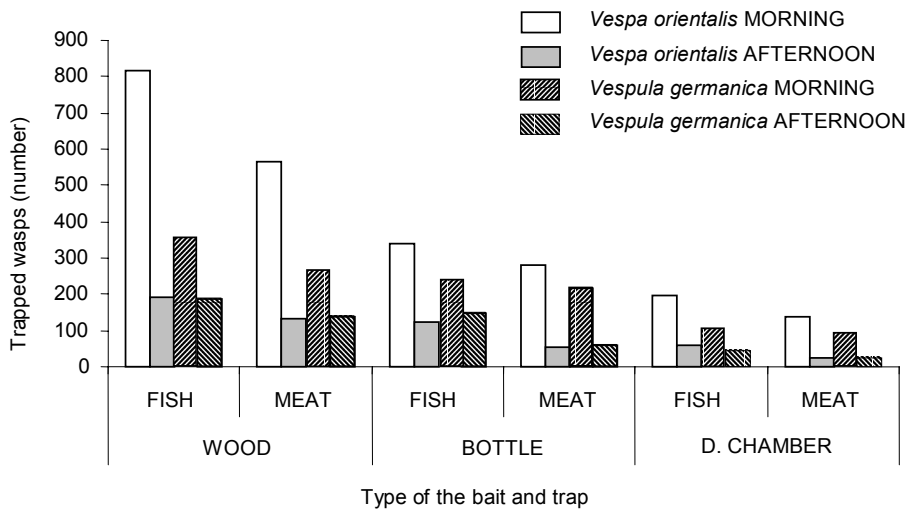 Vespa orientalis MORNING
Vespa orientalis AFTERNOON
Vespula germanica MORNING
Vespula germanica AFTERNOON
Trapped wasps (number)
900
800
700
600
500
400
300
200
100
0
FISH MEAT FISH MEAT FISH MEAT
WOOD BOTTLE D. CHAMBER
Type of the bait and trap